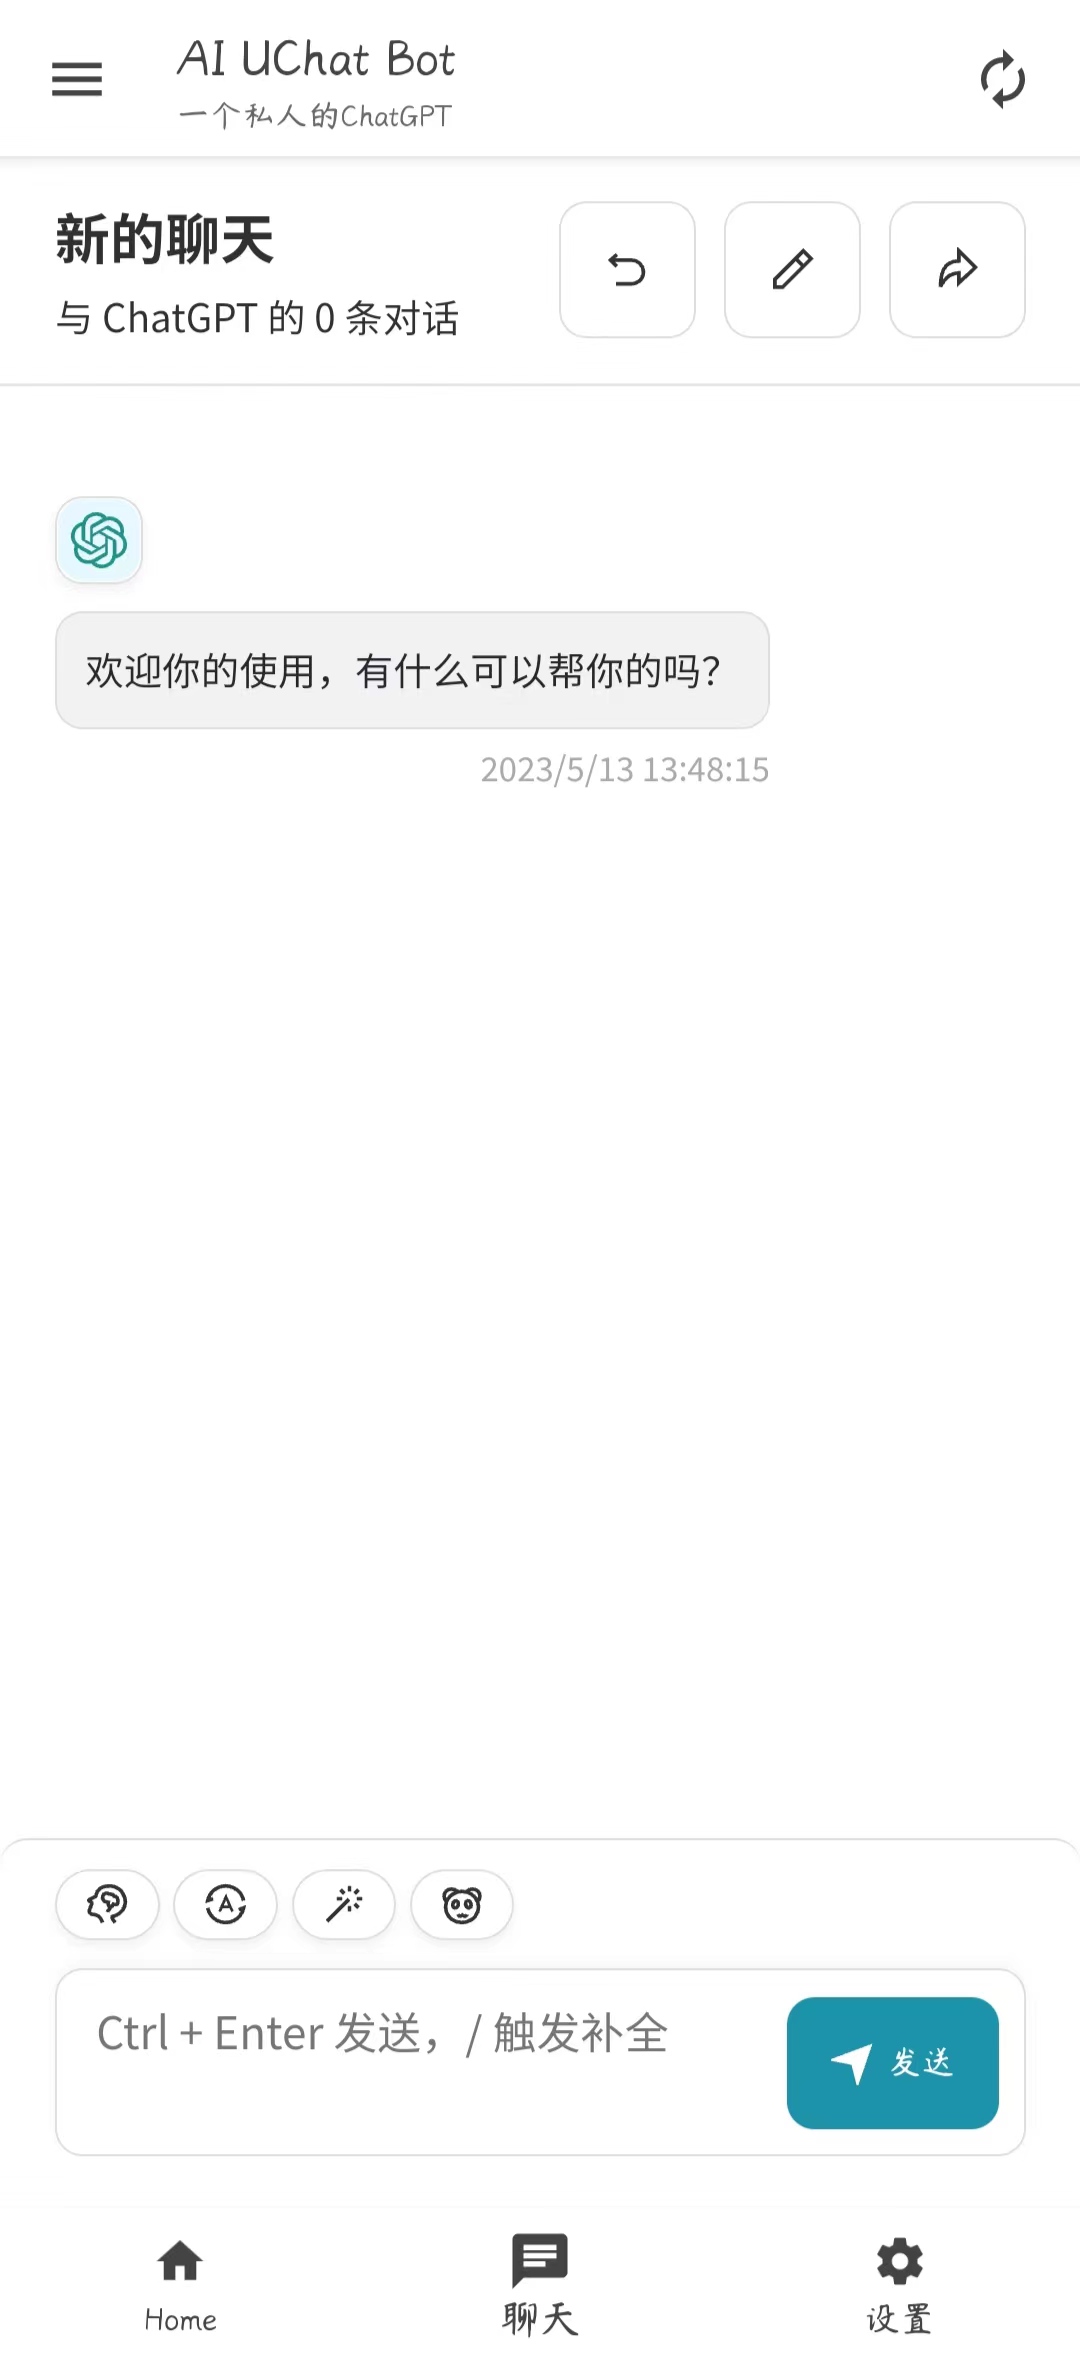 AI UChat Bot
一个私人的ChatGPT
新的聊天
与 ChatGPT 的 0 条对话
欢迎你的使用，有什么可以帮你的吗？
2023/5/13 13:48:15
Ctrl + Enter 发送，/ 触发补全
发送
Home
聊天
设置